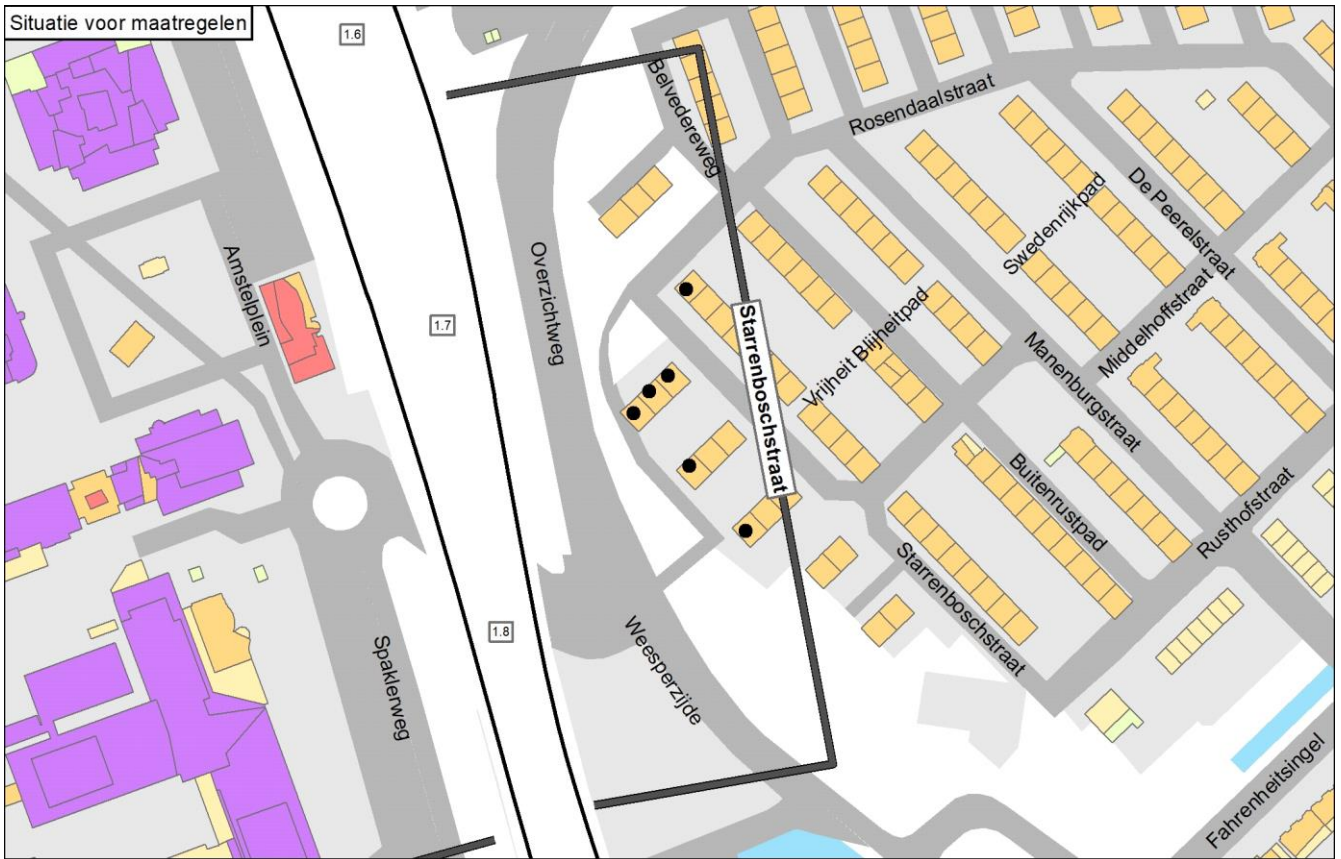 Situatie voor maatregelen
1.6
Belvedereweg
Rosendaalstraat
De Peerelstraat
Swedenrijkpad
Amstelplein
Overzichtweg
1.7
Starrenboschstraat
Vrijheit Blijheitpad
Manenburgstraat
Middelhoffstraat
Buitenrustpad
Rusthofstraat
Starrenboschstraat
1.8
Weesperzijde
Spaklerweg
Fahrenheitsingel